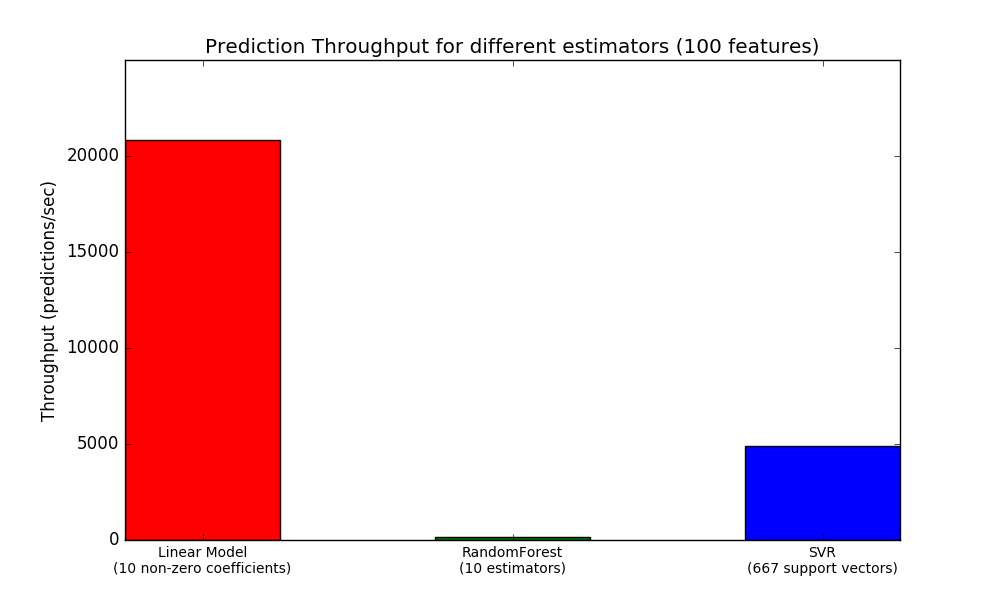 Prediction Throughput for different estimators (100 features)
Throughput (predictions/sec)
20000
15000
10000
5000
0
Linear Model
(10 non-zero coefficients)
RandomForest
(10 estimators)
SVR
(667 support vectors)